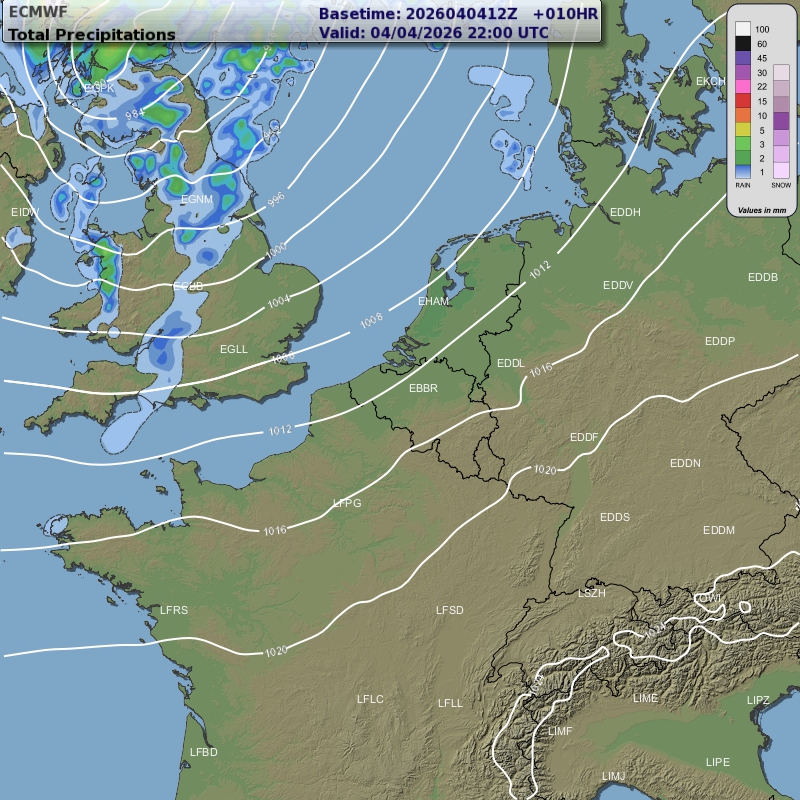 ECMWF
Basetime: 2026040412Z +010HR
Total Precipitations
Valid: 04/04/2026 22:00 UTC
100
60
45
30
22
15
10
5
3
2
1
RAIN SNOW
Values in mm
EGPK
EKCH
984
EGNM
996
EIDW
EDDH
1000
1012
EDDB
EDDV
EHAM
1004
1008
EDDP
EGLL
1008
EDDL
1016
EBBR
1012
EDDF
EDDN
1020
LFPG
EDDS
EDDM
1016
LSZH
LOWI
LFRS
LFSD
1020
LFLC
LFLL
LIME
LIPZ
LIMF
LFBD
LIPE
LIMJ